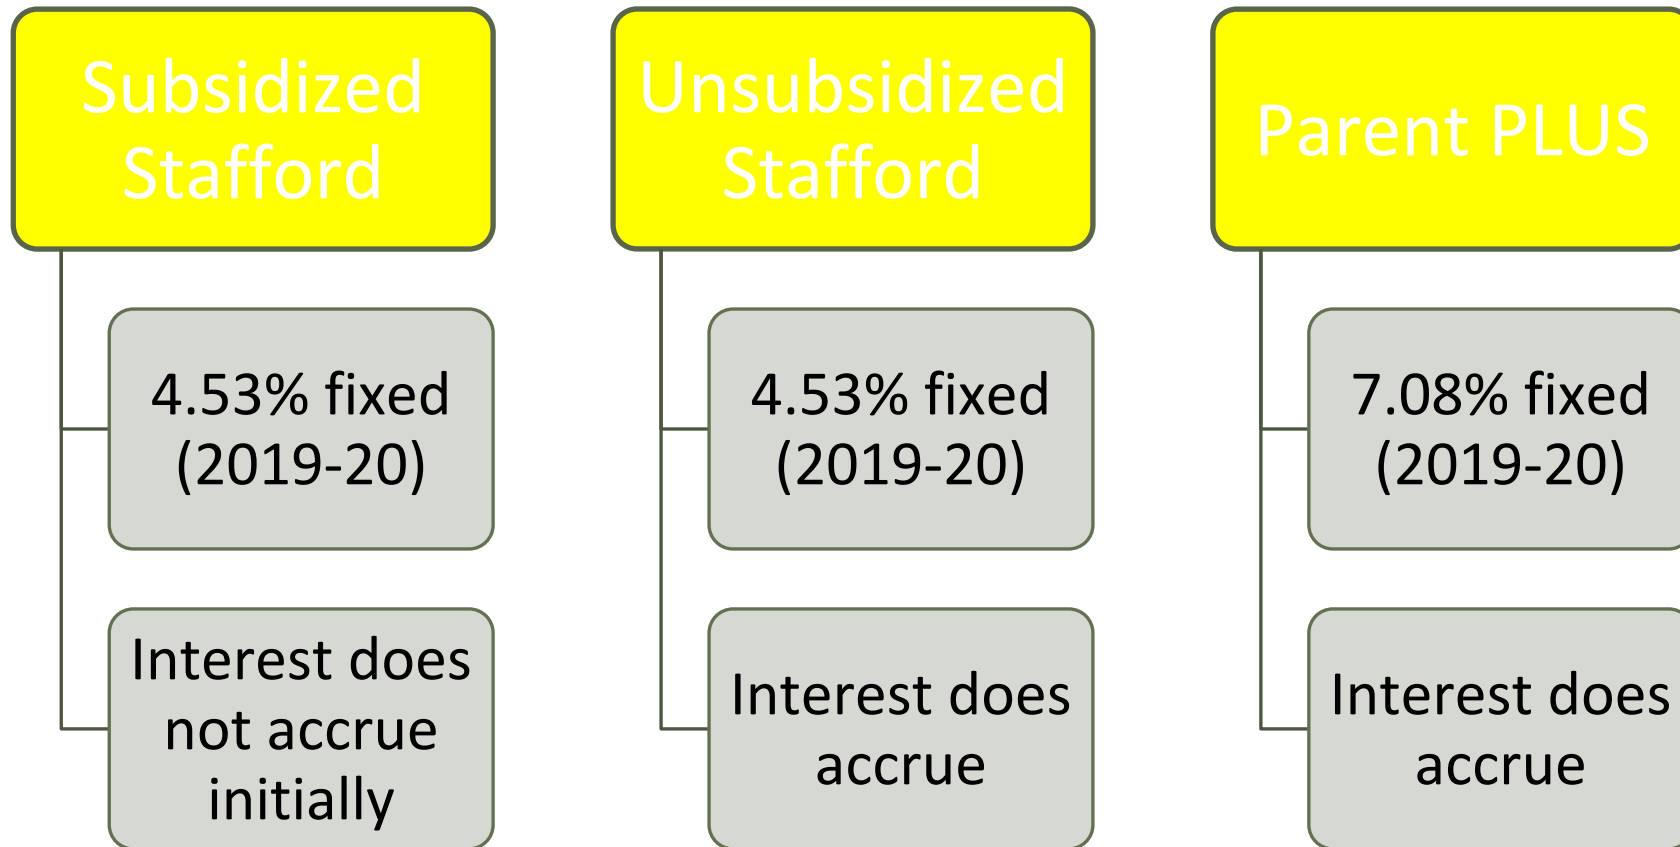 Subsidized
Stafford
4.53% fixed
(2019-20)
Interest does
not accrue
initially
Unsubsidized
Stafford
4.53% fixed
(2019-20)
Interest does
accrue
Parent PLUS
7.08% fixed
(2019-20)
Interest does
accrue